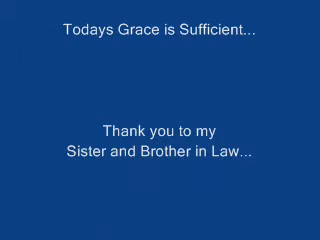 Todays Grace is Sufficient...
Thank you to my
Sister and Brother in Law...